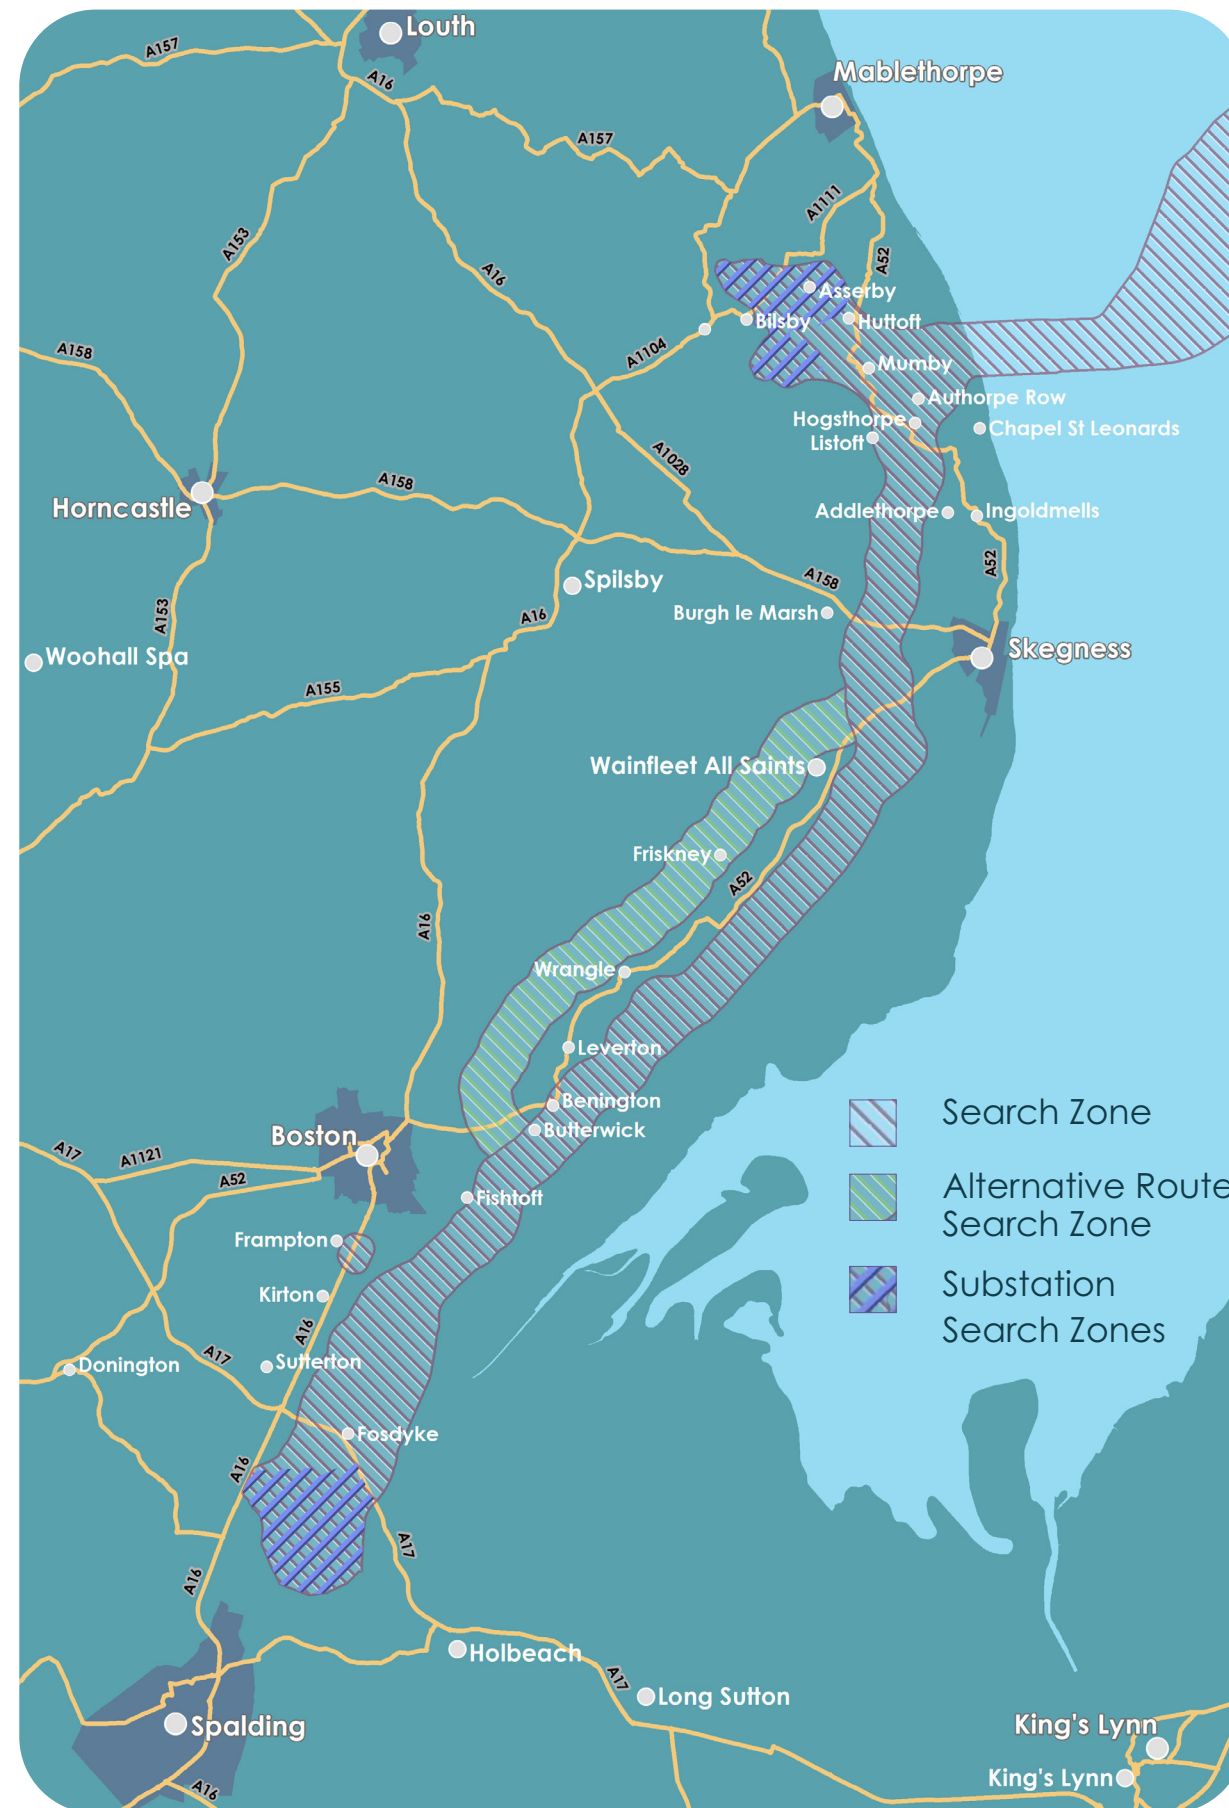 Louth
A157
A16
Mablethorpe
A157
A1111
A153
A52
A16
Asserby
Bilsby
Huttoft
A158
A1104
Mumby
Authorpe Row
Hogsthorpe
Chapel St Leonards
Listoft
A1028
A158
Horncastle
Addlethorpe
Ingoldmells
A52
A158
Spilsby
A153
A16
Burgh le Marsh
Skegness
Woohall Spa
A155
Wainfleet All Saints
Friskney
A52
A16
Wrangle
Leverton
Benington
Search Zone
Butterwick
Boston
A17
A1121
A52
Alternative Route
Search Zone
Fishtoft
Frampton
Kirton
Substation
Search Zones
A16
A17
Sutterton
Donington
Fosdyke
A16
A17
A16
Holbeach
A17
Long Sutton
Spalding
King's Lynn
King's Lynn
A16